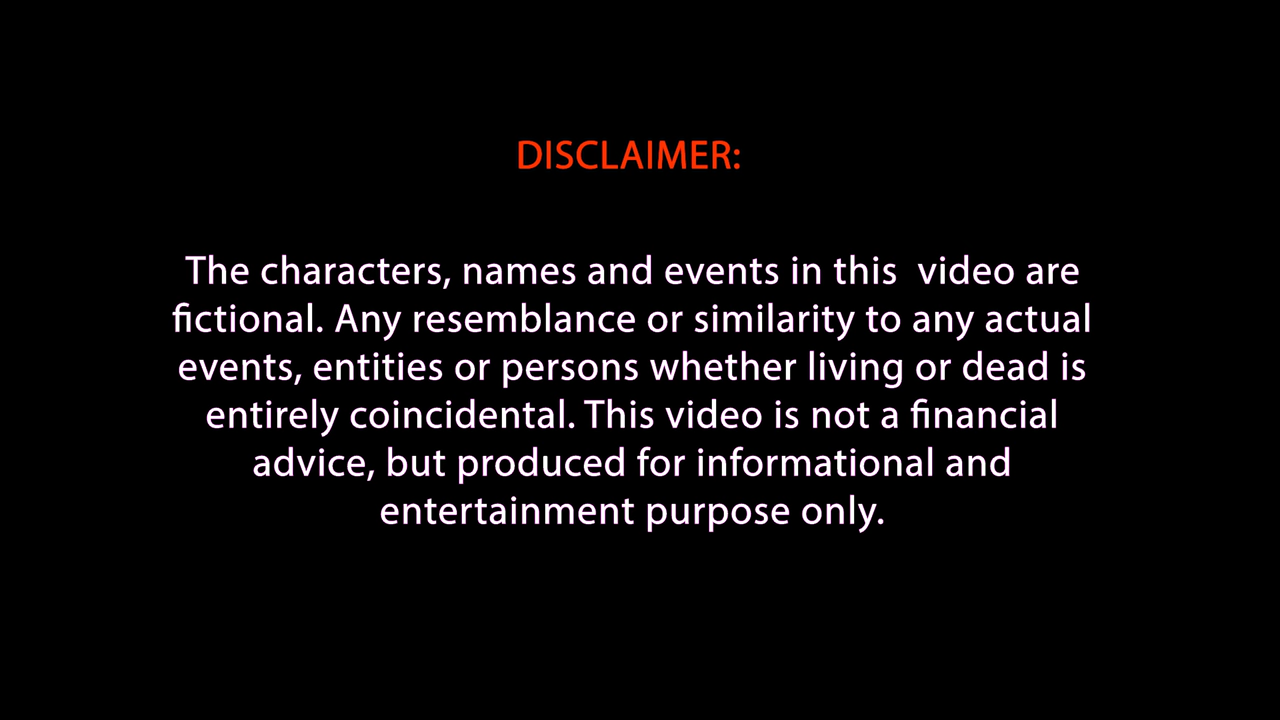 DISCLAIMER:
The characters, names and events in this  video are
fictional. Any resemblance or similarity to any actual
events, entities or persons whether living or dead is
entirely coincidental. This video is not a financial
advice, but produced for informational and
entertainment purpose only.